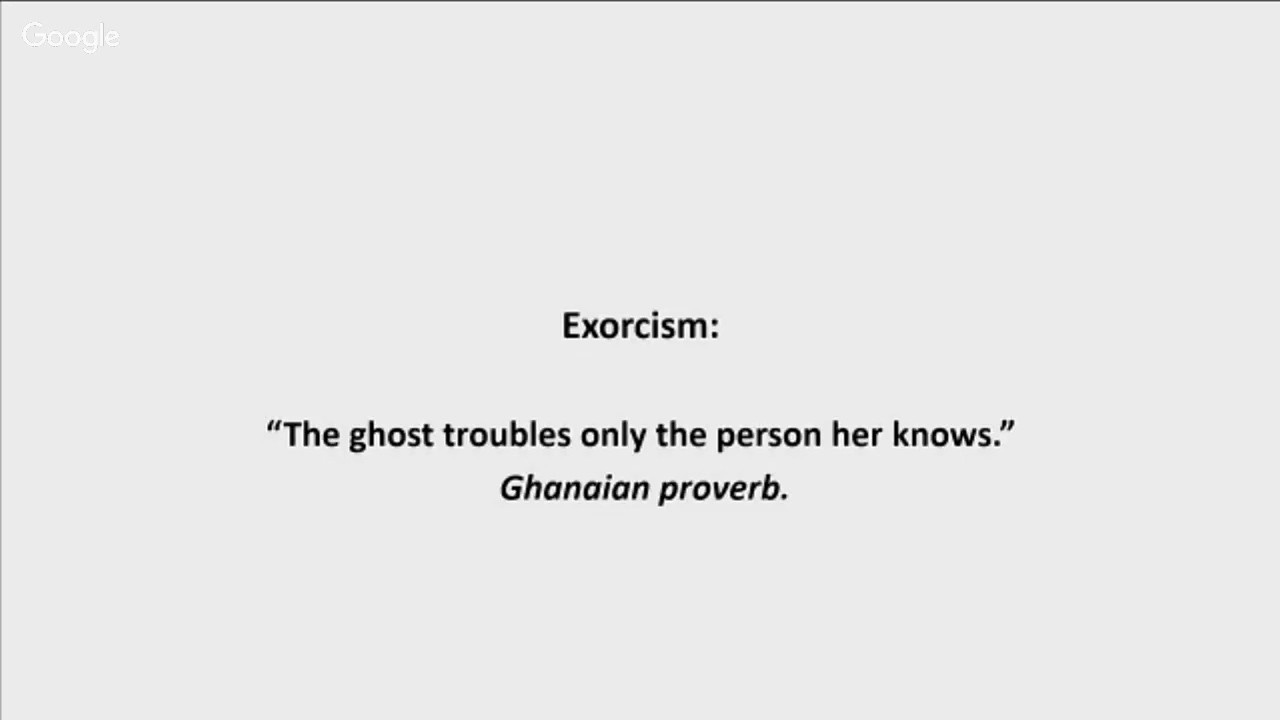 Google
Exorcism:
“The ghost troubles only the person her knows.”
Ghanaian proverb.